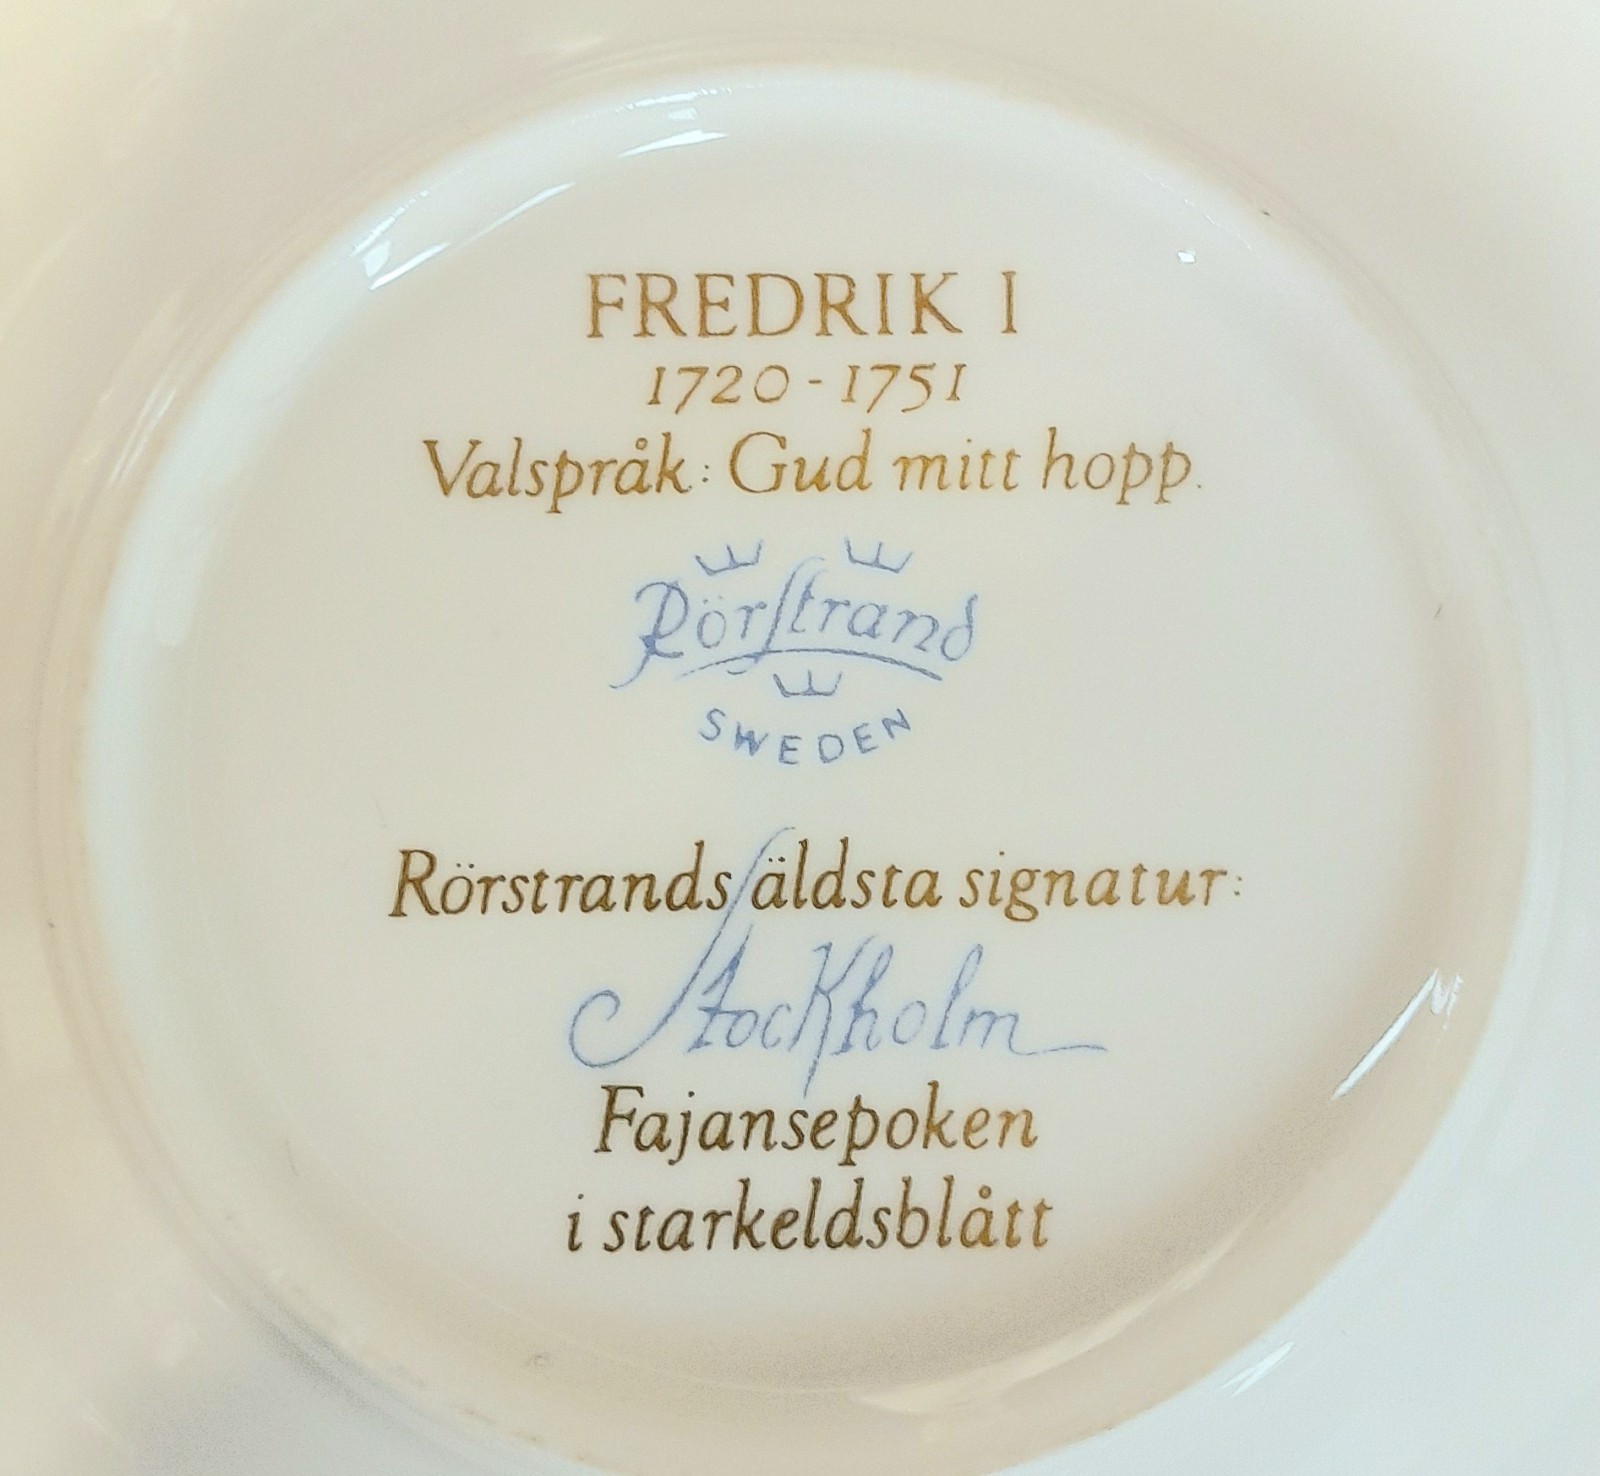 FREDRIK I
1720-1751
Valspråk: Gud mitt hopp.
Rörstrand
SWEDEN
Rörstrands äldsta signatur:
Stockholm
Fajansepoken
i starkeldsblått